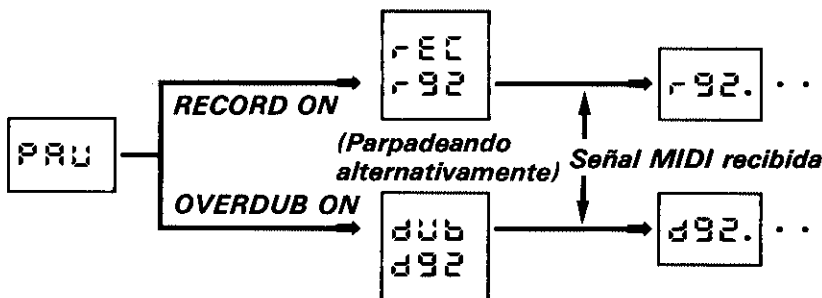 PAU
RECORD ON
OVERDUB ON
rEC
r92
(Parpadeando
alternativamente)
dUb
d92
Señal MIDI recibida
r92. . .
d92. . .